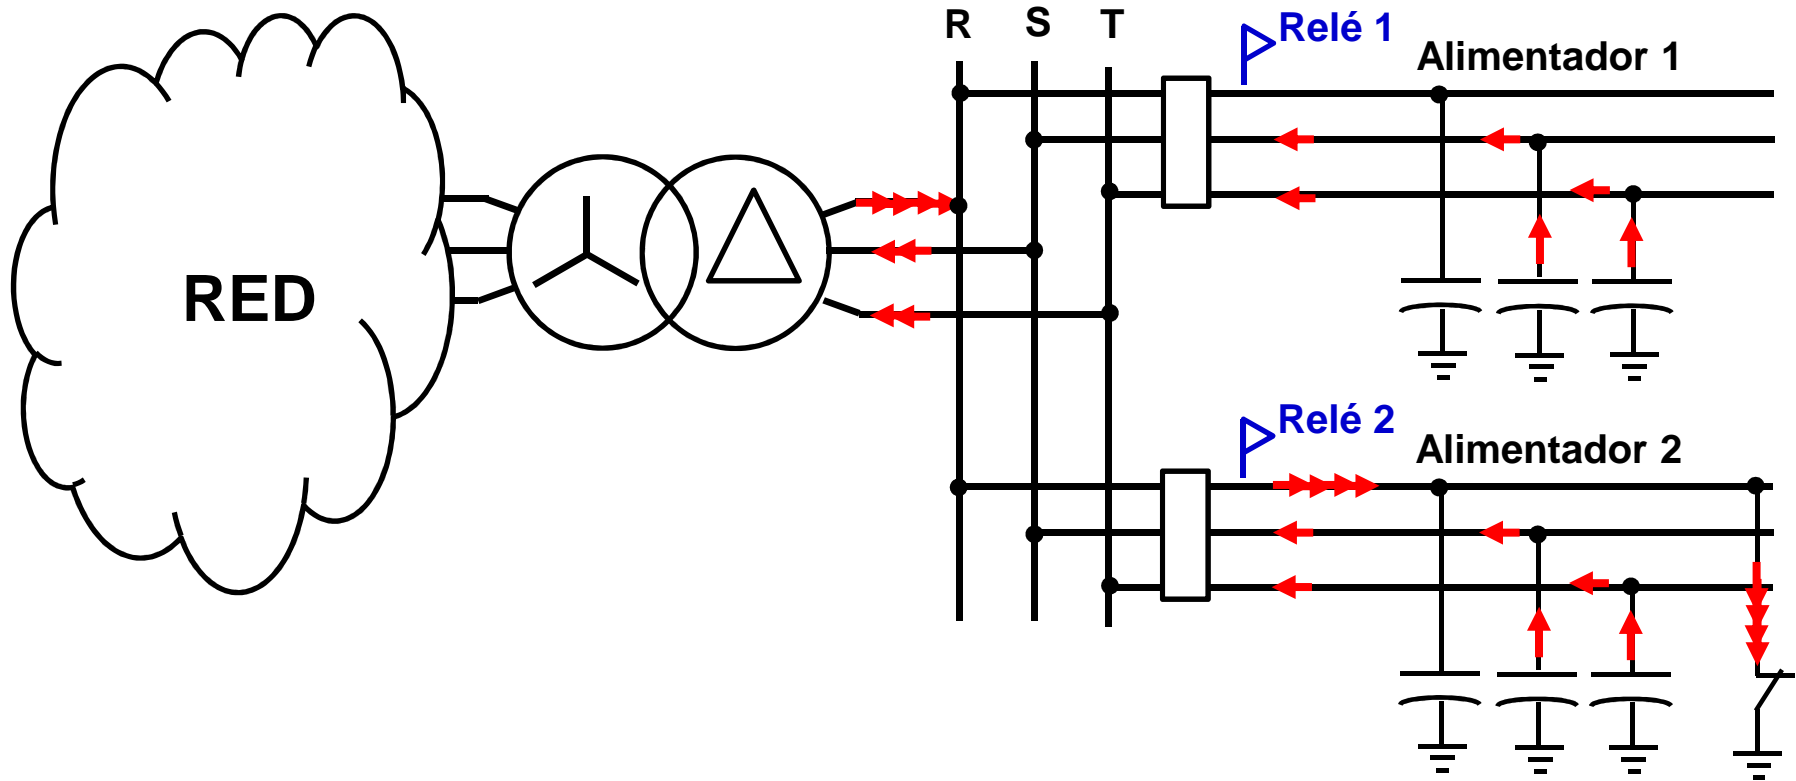 R S T
Relé 1
Alimentador 1
RED
Relé 2
Alimentador 2